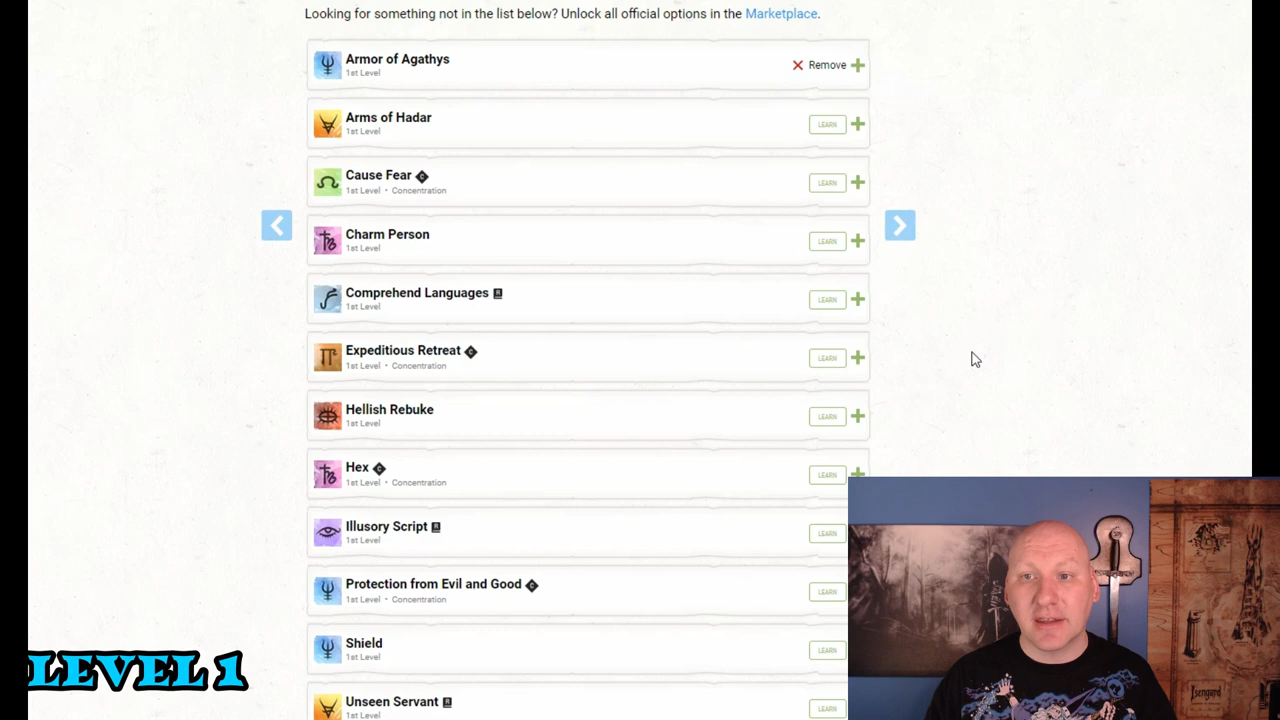 Looking for something not in the list below? Unlock all official options in the Marketplace.
Armor of Agathys
1st Level
Remove
Arms of Hadar
1st Level
LEARN
Cause Fear
1st Level • Concentration
LEARN
Charm Person
1st Level
LEARN
Comprehend Languages
1st Level
LEARN
Expeditious Retreat
1st Level • Concentration
LEARN
Hellish Rebuke
1st Level
LEARN
Hex
1st Level • Concentration
LEARN
Illusory Script
1st Level
LEARN
Protection from Evil and Good
1st Level • Concentration
LEARN
Shield
1st Level
LEARN
Unseen Servant
1st Level
LEARN
LEVEL 1
Isengard